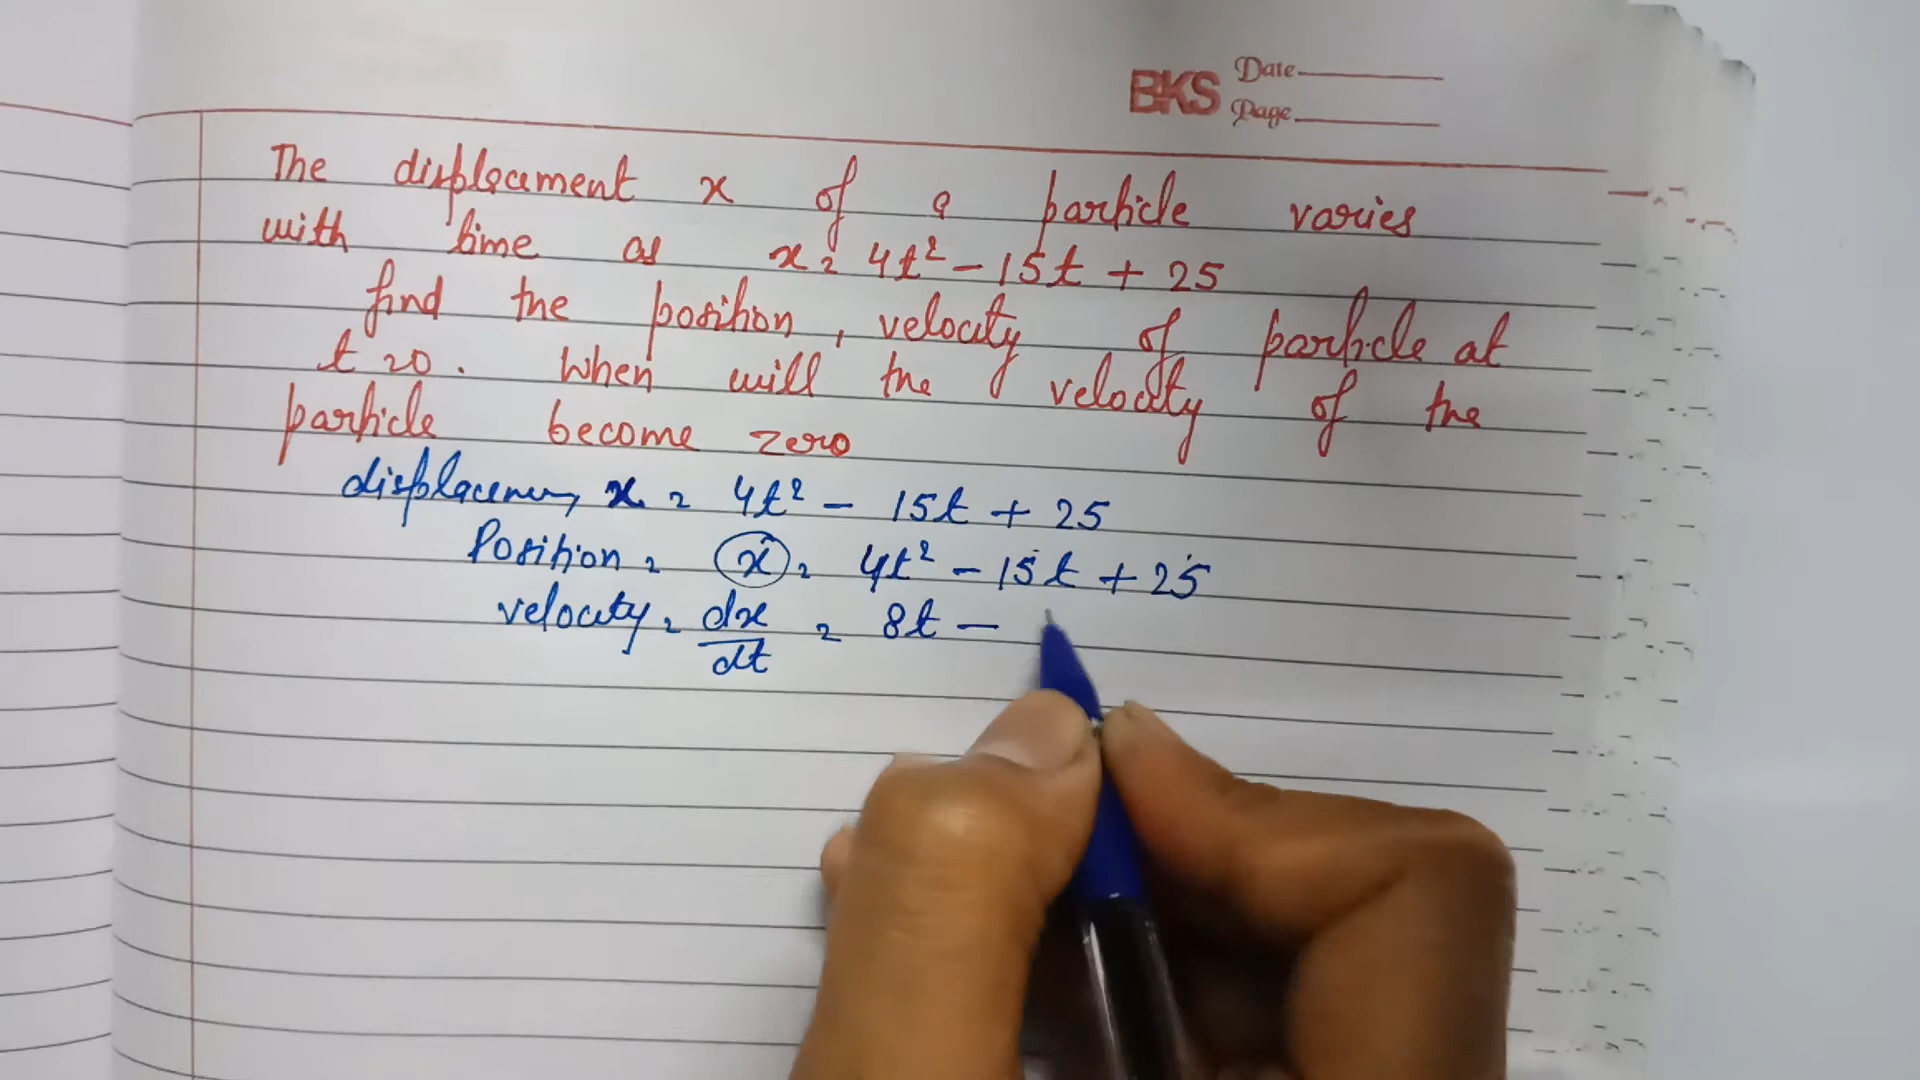 BKS Date
Page
The displacement x of a particle varies
with time as x = 4t² - 15t + 25
find the position, velocity of particle at
t = 0. When will the velocity of the
particle become zero
x = 4t² - 15t + 25
Position = x = 4t² - 15t + 25
velocity = dx/dt = 8t -